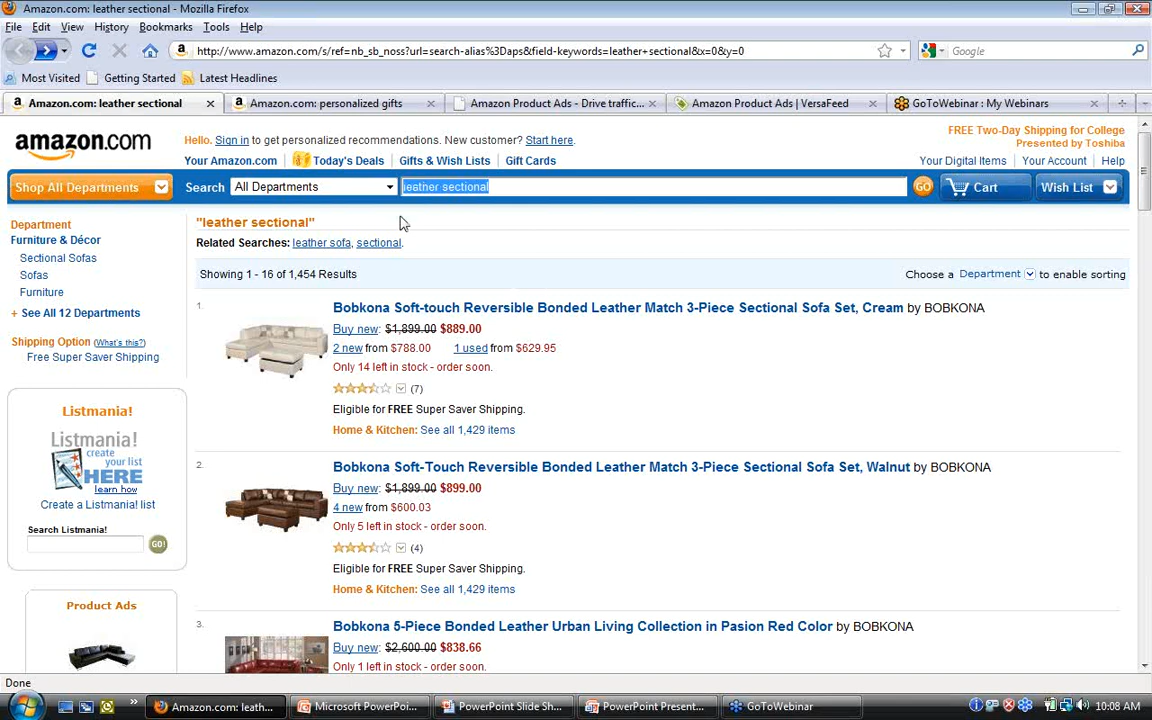 Amazon.com: leather sectional - Mozilla Firefox
File Edit View History Bookmarks Tools Help
http://www.amazon.com/s/ref=nb_sb_noss?url=search-alias%3Daps&field-keywords=leather+sectional&x=0&y=0
Google
Most Visited Getting Started Latest Headlines
Amazon.com: leather sectional Amazon.com: personalized gifts Amazon Product Ads - Drive traffic... Amazon Product Ads | VersaFeed GoToWebinar : My Webinars
amazon.com
Hello. Sign in to get personalized recommendations. New customer? Start here.
FREE Two-Day Shipping for College
Presented by Toshiba
Your Amazon.com Today's Deals Gifts & Wish Lists Gift Cards
Your Digital Items Your Account Help
Shop All Departments Search All Departments leather sectional GO Cart Wish List
Department
Furniture & Décor
Sectional Sofas
Sofas
Furniture
+ See All 12 Departments
Shipping Option (What's this?)
Free Super Saver Shipping
Listmania!
Listmania!
create
your list
HERE
learn how
Create a Listmania! list
Search Listmania!
GO!
Product Ads
"leather sectional"
Related Searches: leather sofa, sectional.
Showing 1 - 16 of 1,454 Results
Choose a Department to enable sorting
1.
Bobkona Soft-touch Reversible Bonded Leather Match 3-Piece Sectional Sofa Set, Cream by BOBKONA
Buy new: $1,899.00 $889.00
2 new from $788.00 1 used from $629.95
Only 14 left in stock - order soon.
(7)
Eligible for FREE Super Saver Shipping.
Home & Kitchen: See all 1,429 items
2.
Bobkona Soft-Touch Reversible Bonded Leather Match 3-Piece Sectional Sofa Set, Walnut by BOBKONA
Buy new: $1,899.00 $899.00
4 new from $600.03
Only 5 left in stock - order soon.
(4)
Eligible for FREE Super Saver Shipping.
Home & Kitchen: See all 1,429 items
3.
Bobkona 5-Piece Bonded Leather Urban Living Collection in Pasion Red Color by BOBKONA
Buy new: $2,600.00 $838.66
Only 1 left in stock - order soon.
Done
Amazon.com: leath... Microsoft PowerPoi... PowerPoint Slide Sh... PowerPoint Present... GoToWebinar
10:08 AM